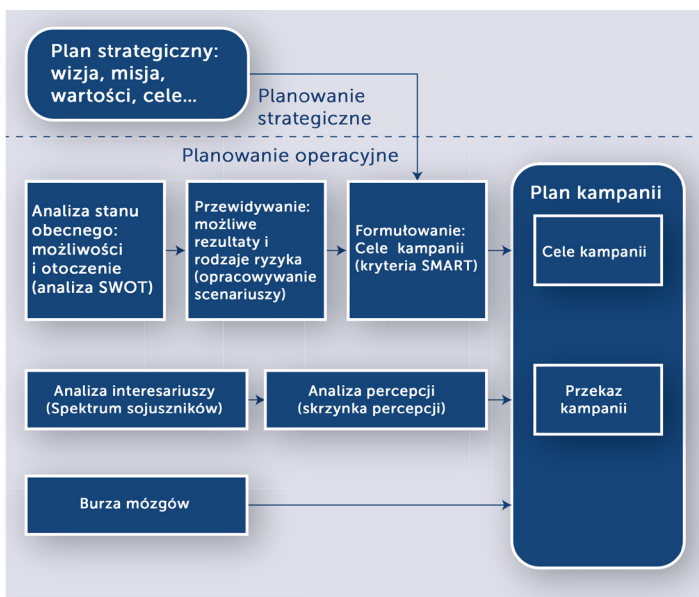 Plan strategiczny:
wizja, misja,
wartości, cele...
Planowanie
strategiczne
Planowanie operacyjne
Analiza stanu
obecnego:
możliwości
i otoczenie
(analiza SWOT)
Przewidywanie:
możliwe
rezultaty i
rodzaje ryzyka
(opracowywanie
scenariuszy)
Formułowanie:
Cele kampanii
(kryteria SMART)
Plan kampanii
Cele kampanii
Analiza interesariuszy
(Spektrum sojuszników)
Analiza percepcji
(skrzynka percepcji)
Przekaz
kampanii
Burza mózgów